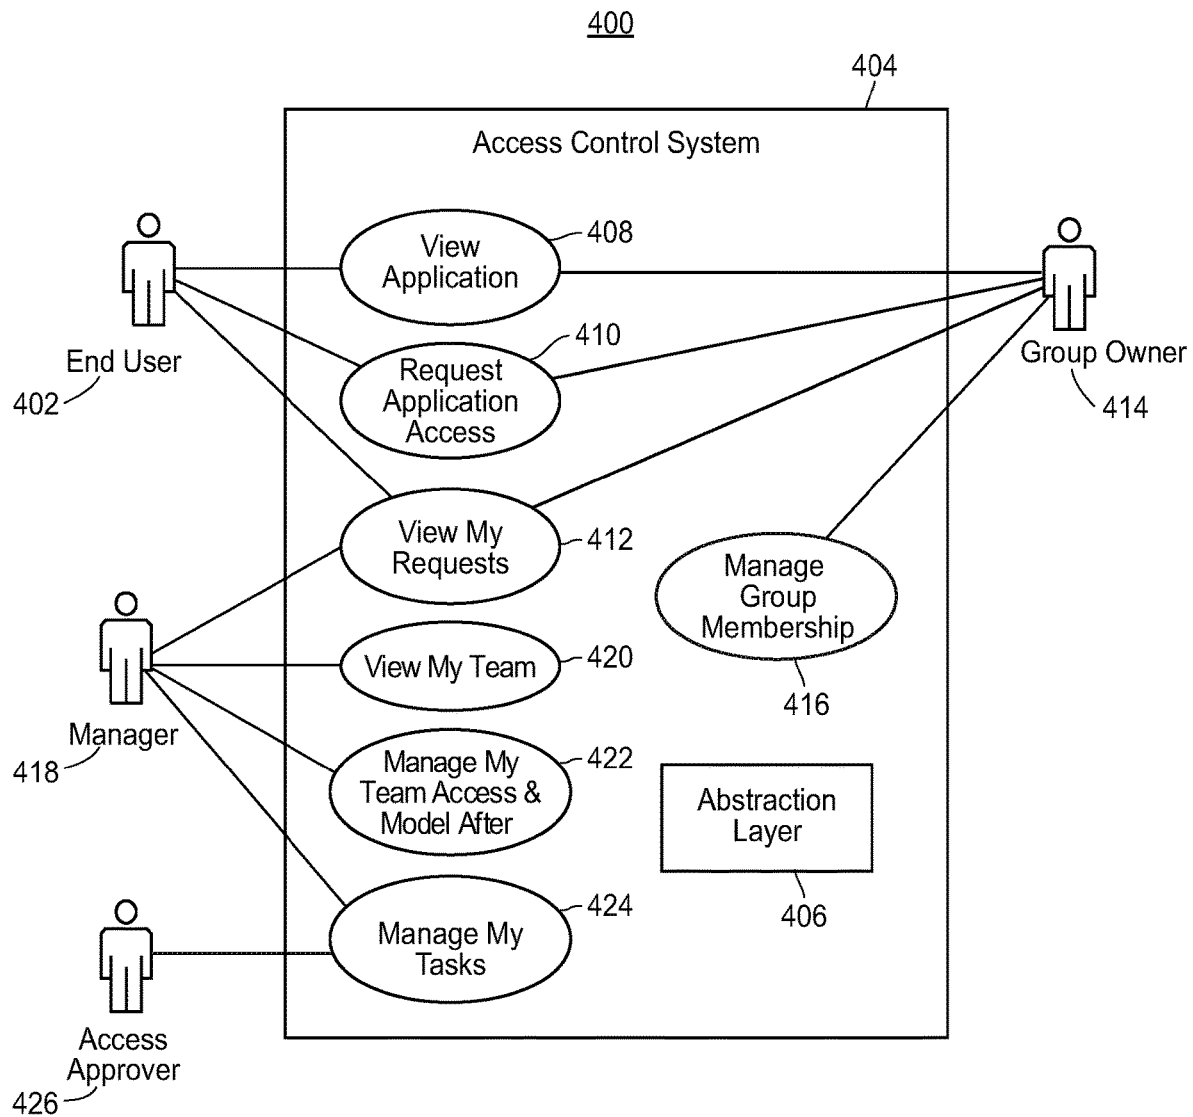 400
404
Access Control System
408
View
Application
End User
402
410
Request
Application
Access
Group Owner
414
View My
Requests
412
Manage
Group
Membership
416
Manager
418
View My Team
420
Manage My
Team Access &
Model After
422
Abstraction
Layer
406
Manage My
Tasks
424
Access
Approver
426